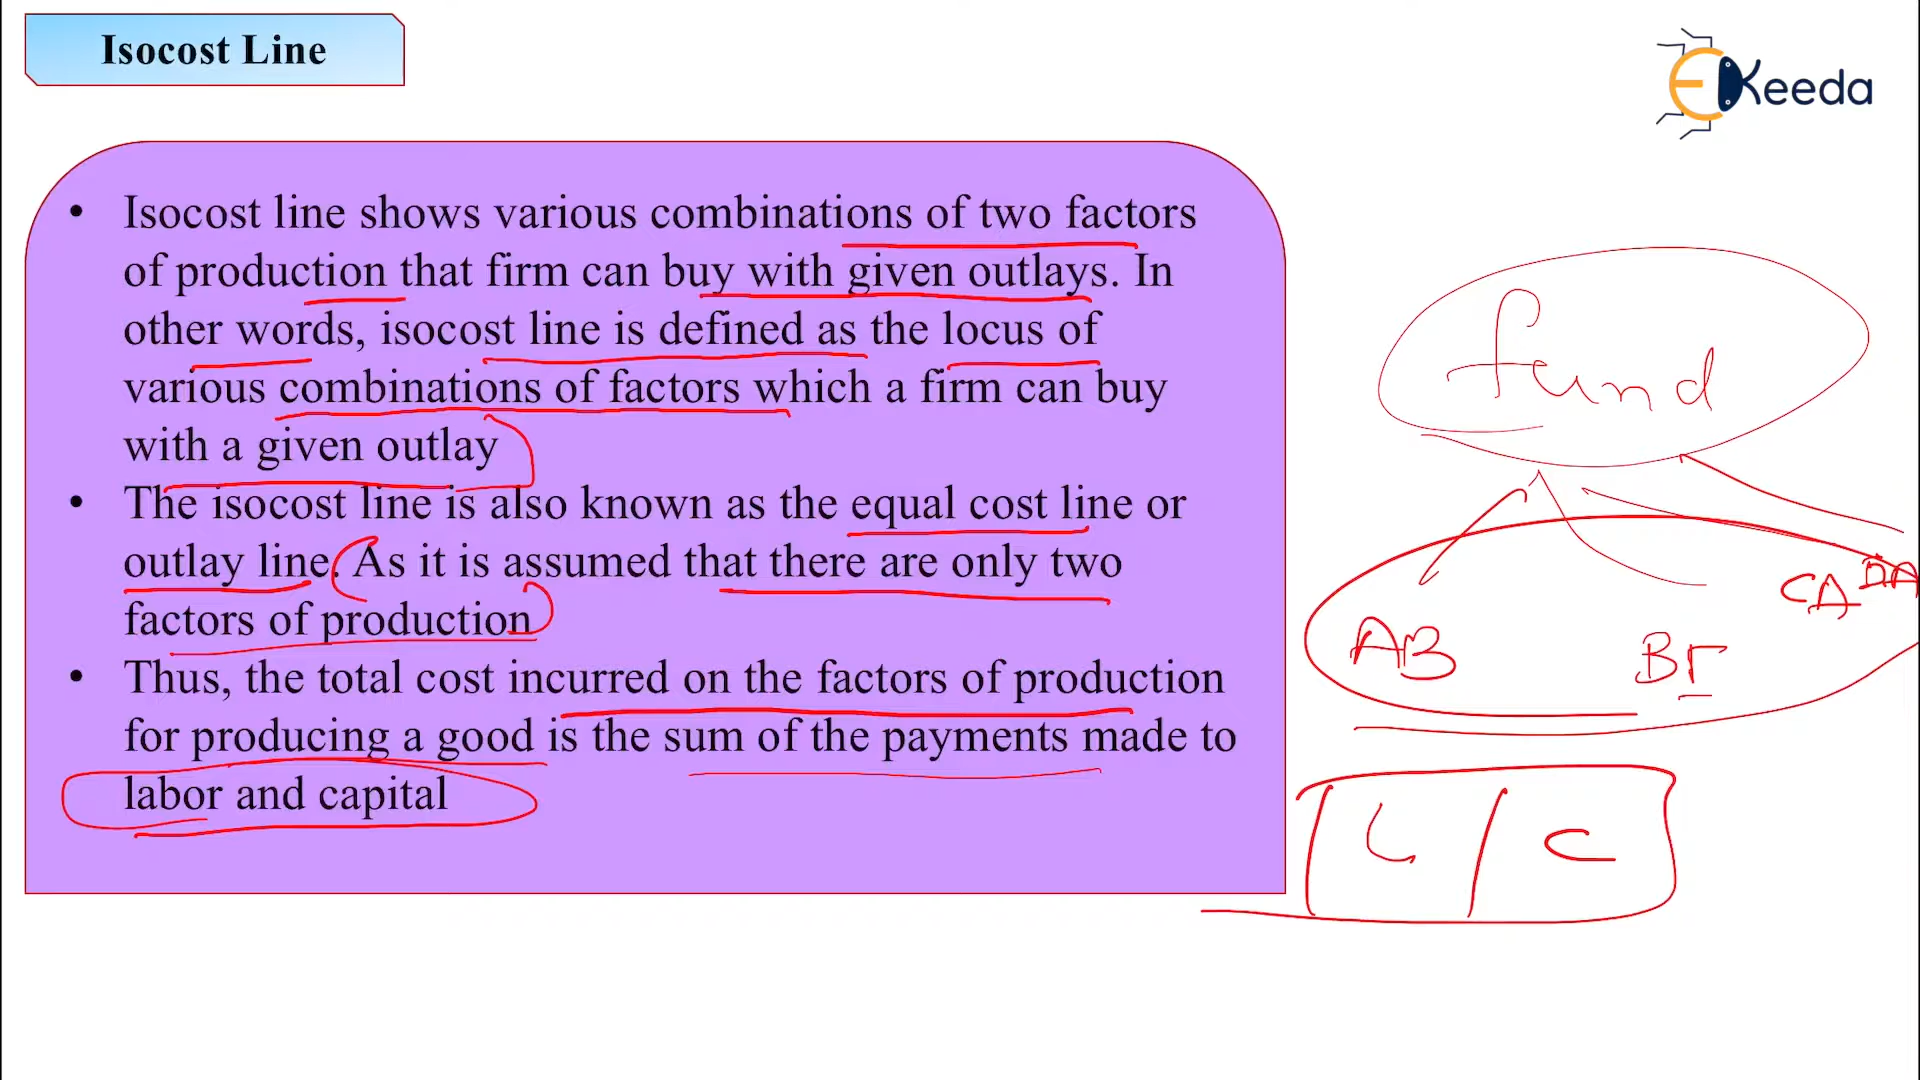 Isocost Line
EKeeda
• Isocost line shows various combinations of two factors
of production that firm can buy with given outlays. In
other words, isocost line is defined as the locus of
various combinations of factors which a firm can buy
with a given outlay
• The isocost line is also known as the equal cost line or
outlay line. As it is assumed that there are only two
factors of production
• Thus, the total cost incurred on the factors of production
for producing a good is the sum of the payments made to
labor and capital
fund
CA DA
AB Br
L C